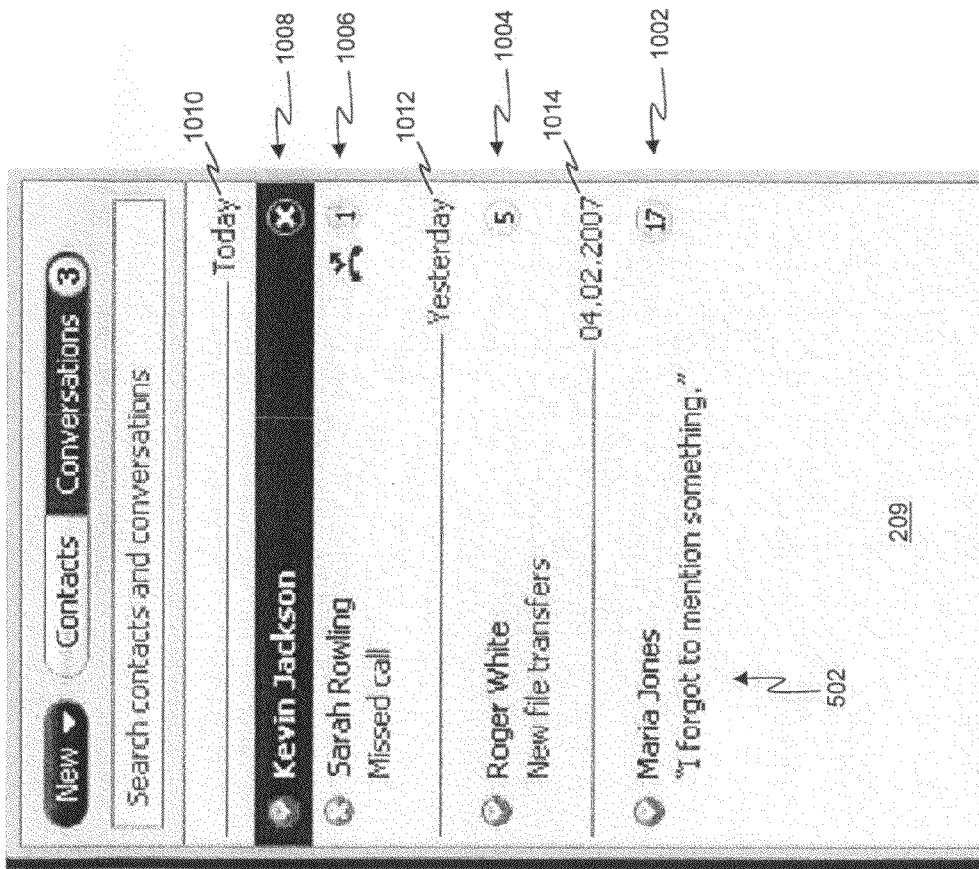 New Contacts Conversations 3
Search contacts and conversations
Today 1010
Kevin Jackson 1008
Sarah Rowling 1 1006
Missed call
Yesterday 1012
Roger White 5 1004
New file transfers
04.02.2007 1014
Maria Jones 17 1002
"I forgot to mention something."
502
209